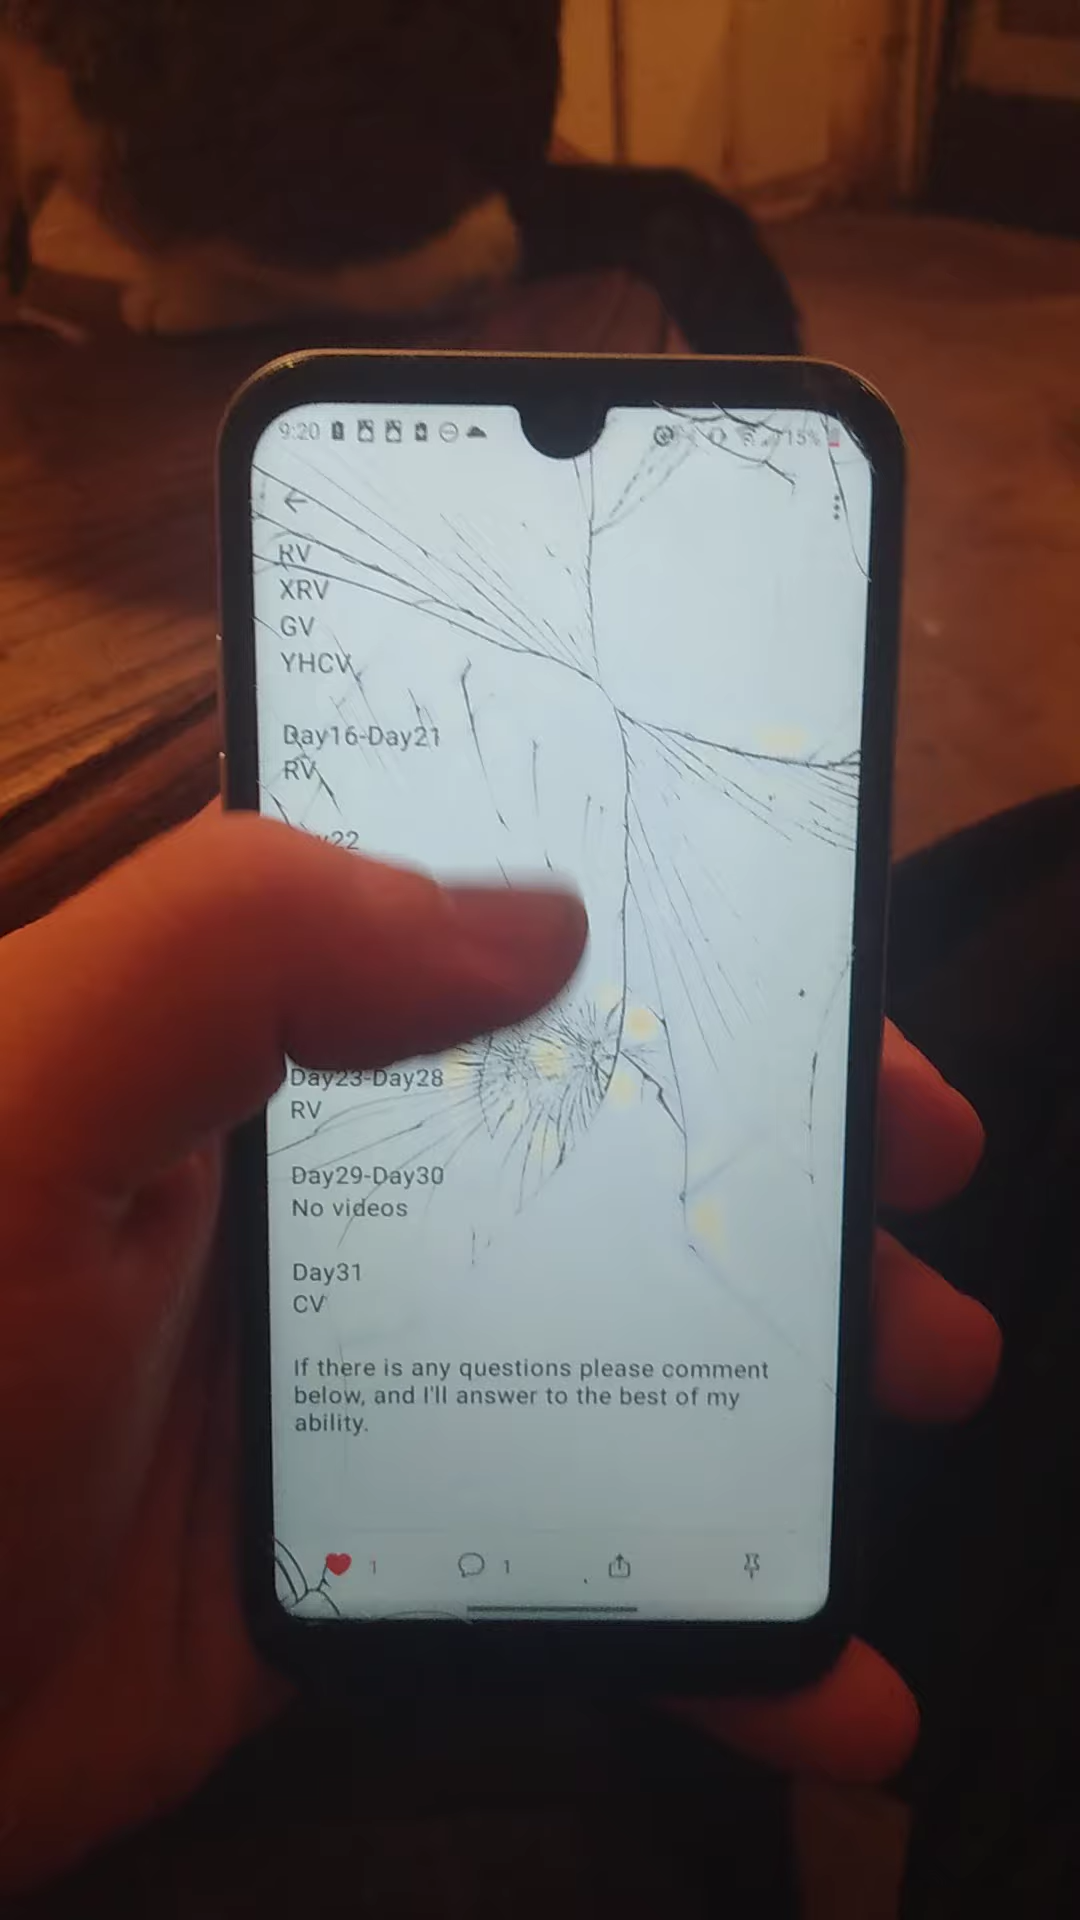 9:20 15%
RV
XRV
GV
YHCV
Day16-Day21
RV
Day23-Day28
RV
Day29-Day30
No videos
Day31
CV
If there is any questions please comment
below, and I'll answer to the best of my
ability.
1 1